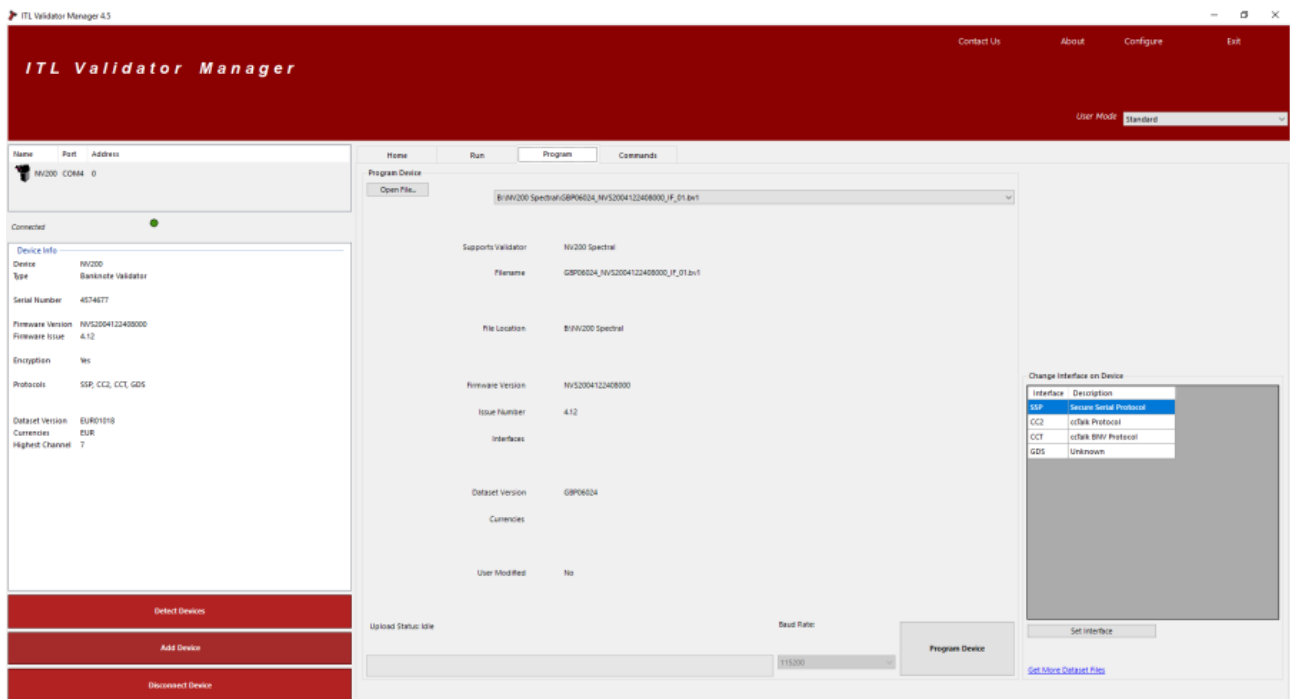 ITL Validator Manager 4.5
Contact Us About Configure Exit
ITL Validator Manager
User Mode Standard
Name Port Address
NV200 COM4 0
Connected
Device Info
Device NV200
Type Banknote Validator
Serial Number 4574677
Firmware Version NVS2004122408000
Firmware Issue 4.12
Encryption Yes
Protocols SSP, CC2, CCT, GDS
Dataset Version EUR01018
Currencies EUR
Highest Channel 7
Detect Devices
Add Device
Disconnect Device
Home Run Program Commands
Program Device
Open File...
B:\NV200 Spectral\GBP06024_NVS2004122408000_IF_01.bv1
Supports Validator NV200 Spectral
Filename GBP06024_NVS2004122408000_IF_01.bv1
File Location B:\NV200 Spectral
Firmware Version NVS2004122408000
Issue Number 4.12
Interfaces
Dataset Version GBP06024
Currencies
User Modified No
Upload Status: Idle
Baud Rate:
115200
Program Device
Change Interface on Device
Interface Description
SSP Secure Serial Protocol
CC2 ccTalk Protocol
CCT ccTalk BNV Protocol
GDS Unknown
Set Interface
Get More Dataset Files